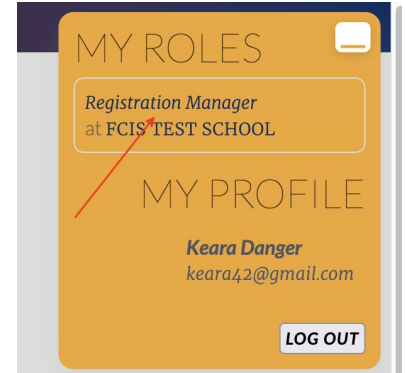 MY ROLES
Registration Manager
at FCIS TEST SCHOOL
MY PROFILE
Keara Danger
keara42@gmail.com
LOG OUT